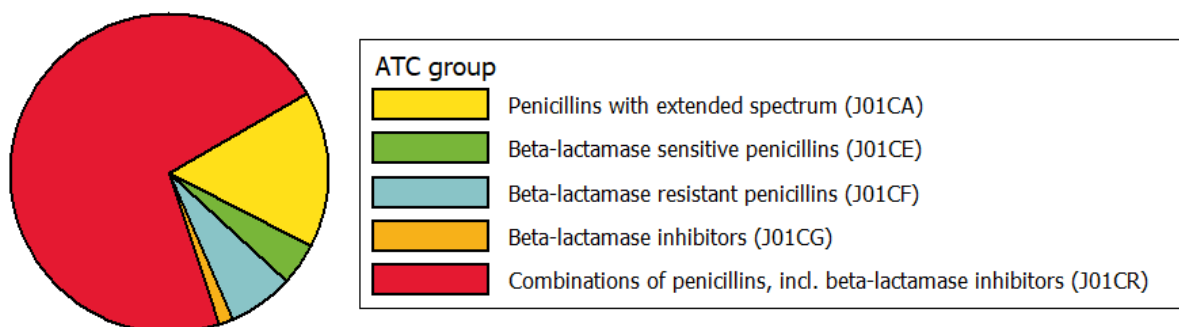 ATC group
Penicillins with extended spectrum (J01CA)
Beta-lactamase sensitive penicillins (J01CE)
Beta-lactamase resistant penicillins (J01CF)
Beta-lactamase inhibitors (J01CG)
Combinations of penicillins, incl. beta-lactamase inhibitors (J01CR)